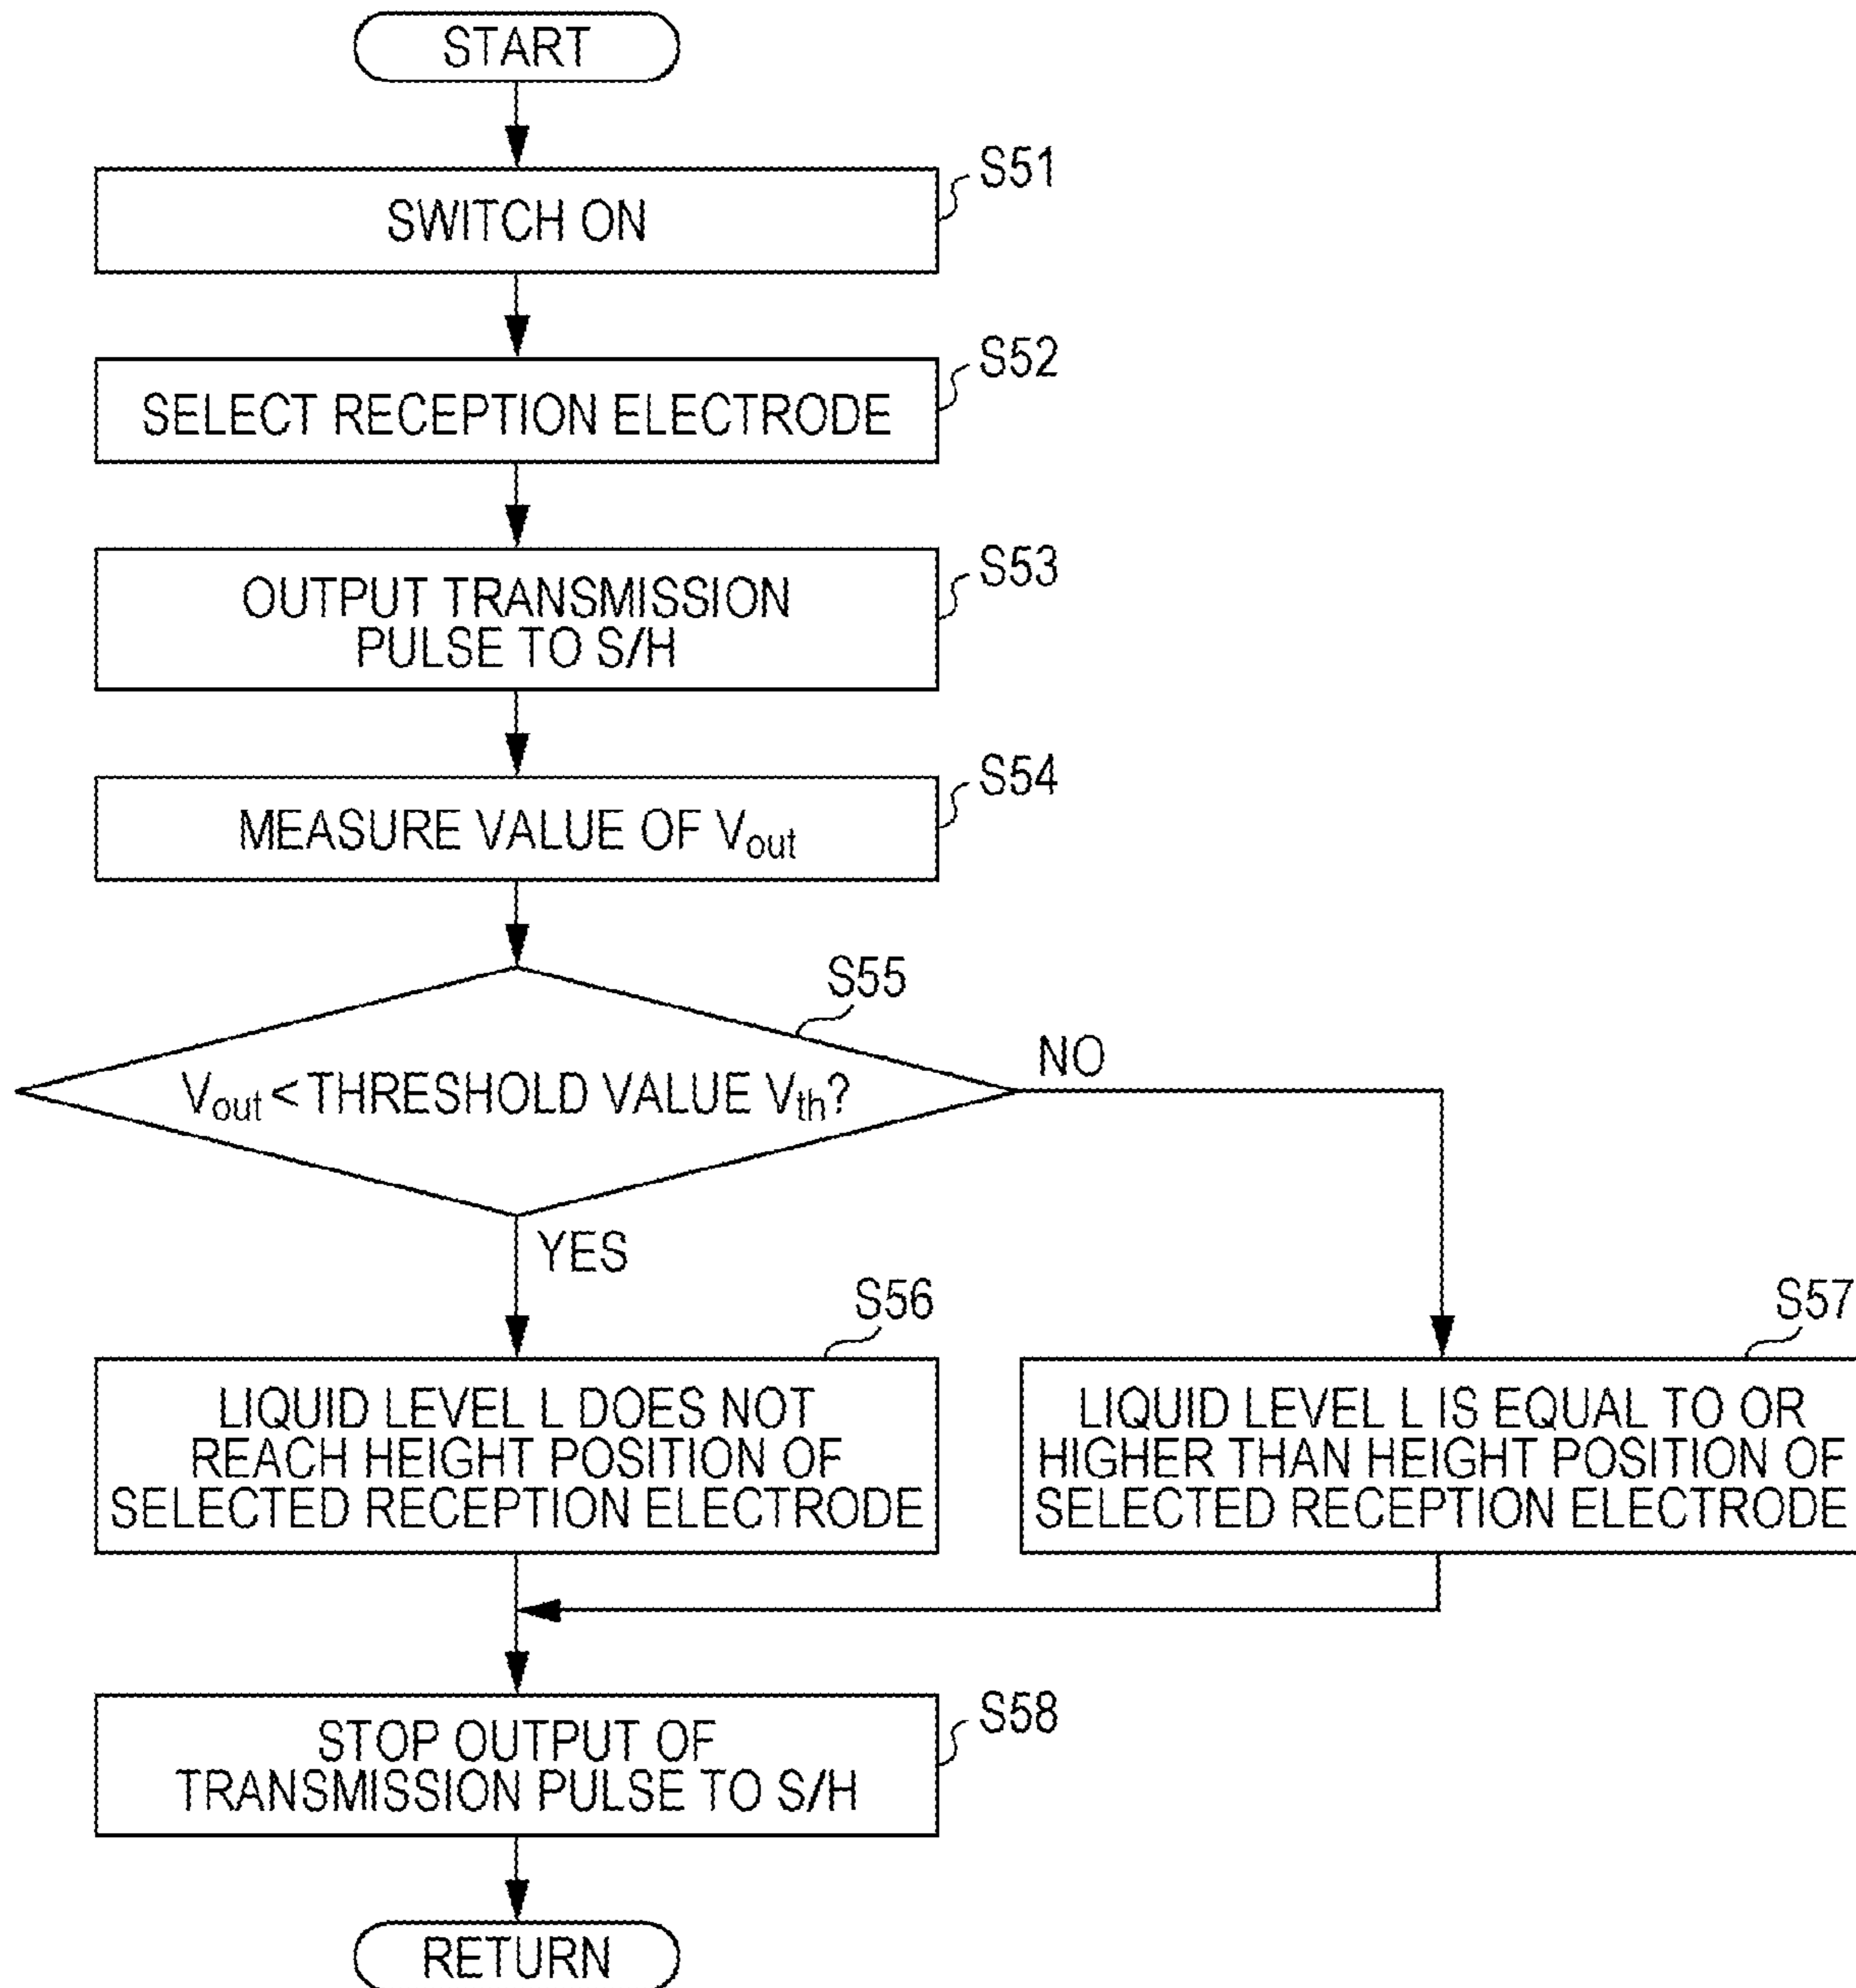 START
S51
SWITCH ON
S52
SELECT RECEPTION ELECTRODE
S53
OUTPUT TRANSMISSION
PULSE TO S/H
S54
MEASURE VALUE OF Vout
S55
Vout < THRESHOLD VALUE Vth?
NO
YES
S56
LIQUID LEVEL L DOES NOT
REACH HEIGHT POSITION OF
SELECTED RECEPTION ELECTRODE
S57
LIQUID LEVEL L IS EQUAL TO OR
HIGHER THAN HEIGHT POSITION OF
SELECTED RECEPTION ELECTRODE
S58
STOP OUTPUT OF
TRANSMISSION PULSE TO S/H
RETURN